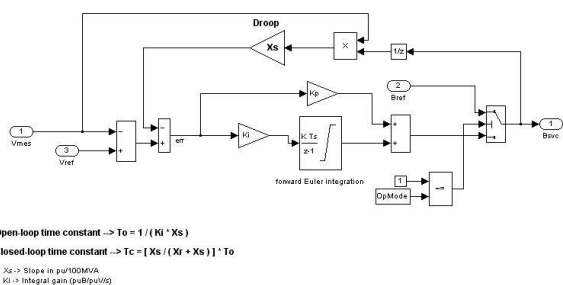 Droop
Xs
X
1/z
2
Bref
Kp
1
Vmes
3
Vref
−
+
−
+
err
Ki
K Ts
z-1
forward Euler integration
+
+
1
Bsvc
1
OpMode
~=
Open-loop time constant --> To = 1 / ( Ki * Xs )
Closed-loop time constant --> Tc = [ Xs / ( Xr + Xs ) ] * To
Xs -> Slope in pu/100MVA
Ki -> Integral gain (puB/puV/s)